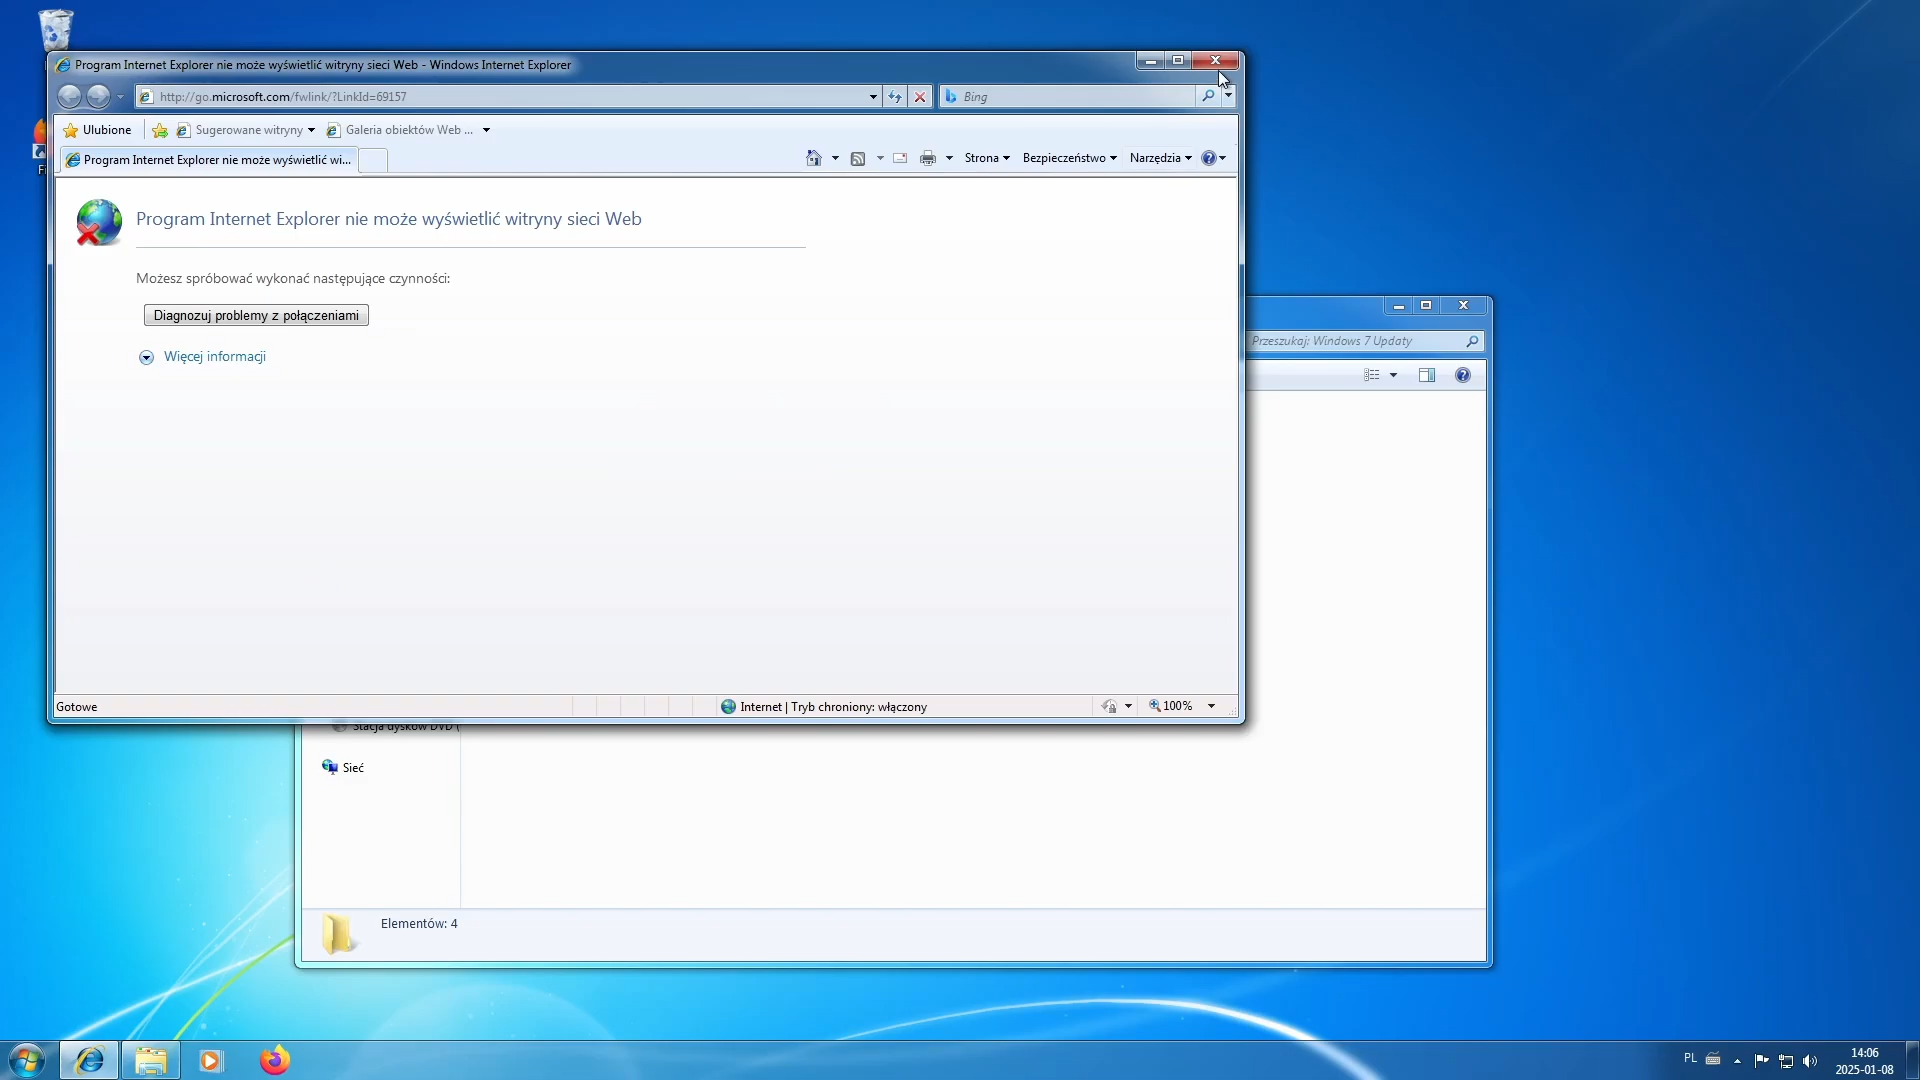 Program Internet Explorer nie może wyświetlić witryny sieci Web - Windows Internet Explorer
http://go.microsoft.com/fwlink/?LinkId=69157
Bing
Ulubione
Sugerowane witryny
Galeria obiektów Web ...
Program Internet Explorer nie może wyświetlić wi...
Strona
Bezpieczeństwo
Narzędzia
Program Internet Explorer nie może wyświetlić witryny sieci Web
Możesz spróbować wykonać następujące czynności:
Diagnozuj problemy z połączeniami
Więcej informacji
Przeszukaj: Windows 7 Updaty
Gotowe
Internet | Tryb chroniony: włączony
100%
Stacja dysków DVD (
Sieć
Elementów: 4
PL
14:06
2025-01-08